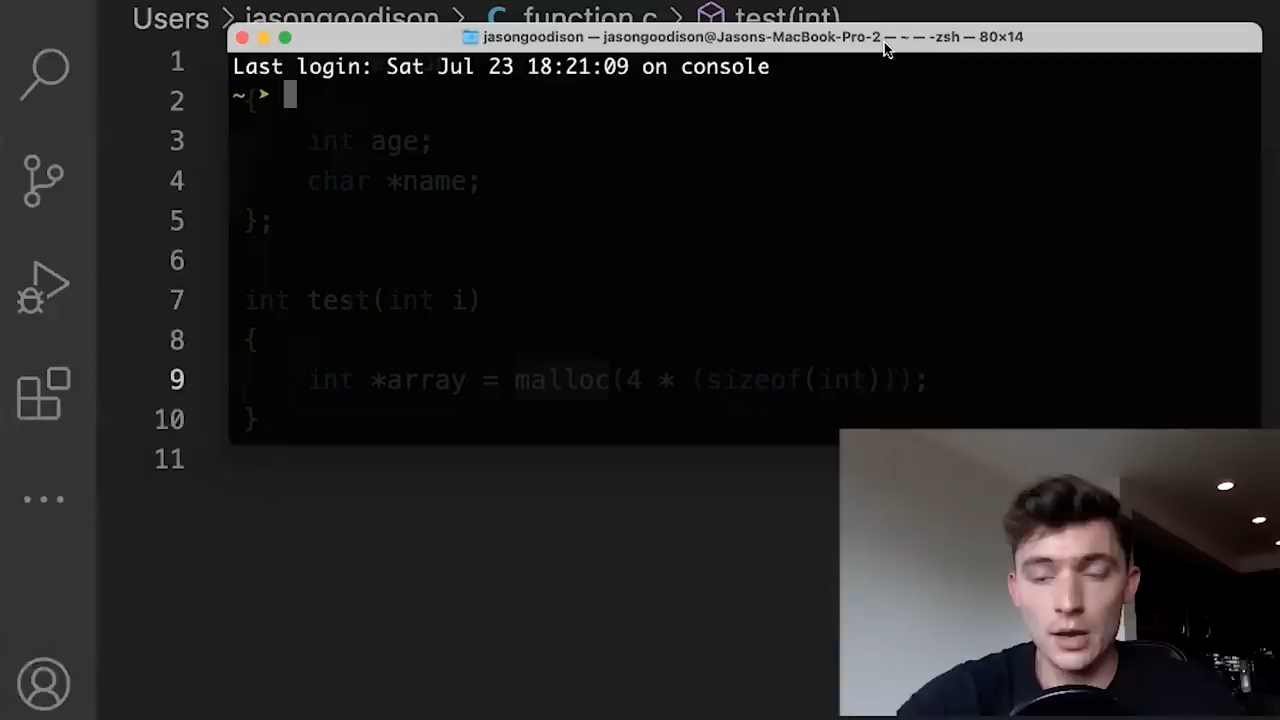 Users > jasongoodison > C function.c > test(int)
jasongoodison — jasongoodison@Jasons-MacBook-Pro-2 — ~ — -zsh — 80×14
1
Last login: Sat Jul 23 18:21:09 on console
2 {
~ ➤
3 int age;
4 char *name;
5 };
6
7 int test(int i)
8 {
9 int *array = malloc(4 * (sizeof(int)));
10 }
11